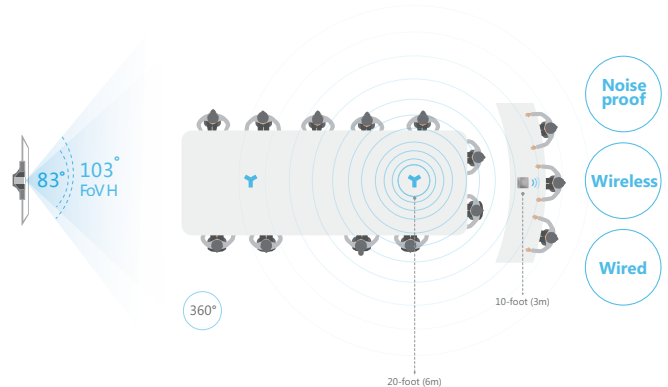 83°
103°
FoV H
360°
20-foot (6m)
10-foot (3m)
Noise
proof
Wireless
Wired